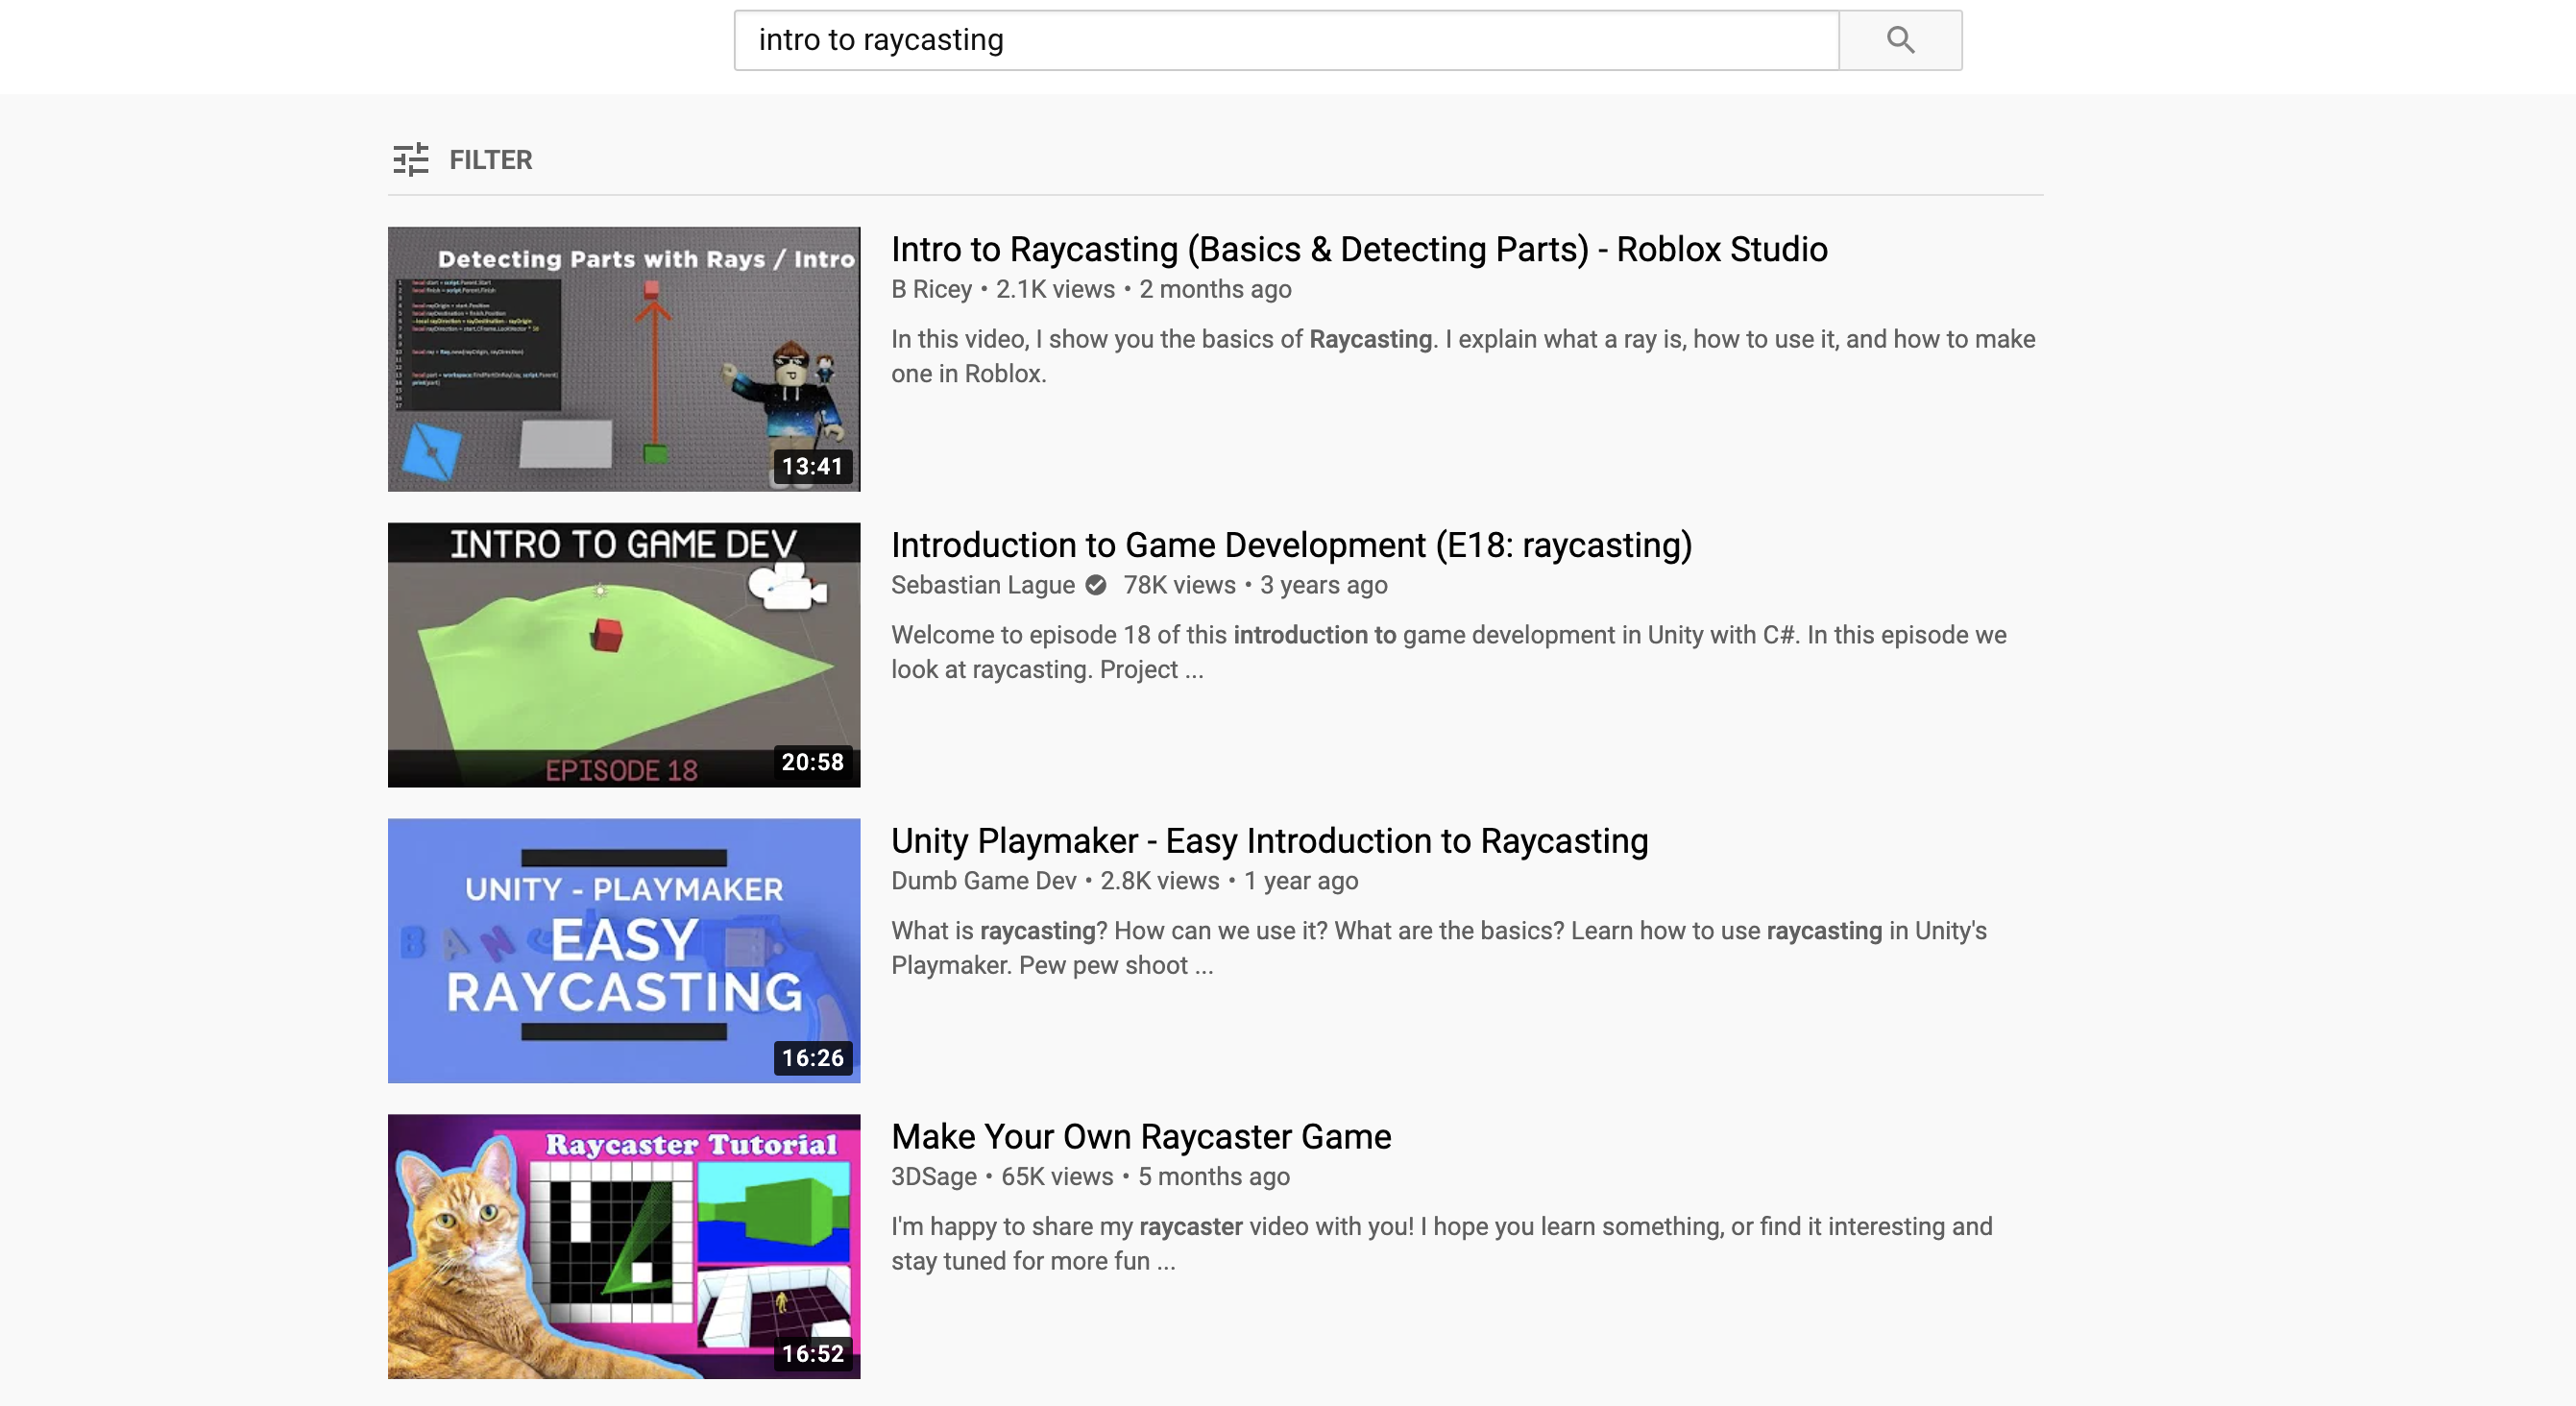 intro to raycasting
FILTER
Detecting Parts with Rays / Intro
13:41
Intro to Raycasting (Basics & Detecting Parts) - Roblox Studio
B Ricey • 2.1K views • 2 months ago
In this video, I show you the basics of Raycasting. I explain what a ray is, how to use it, and how to make
one in Roblox.
INTRO TO GAME DEV
EPISODE 18
20:58
Introduction to Game Development (E18: raycasting)
Sebastian Lague 78K views • 3 years ago
Welcome to episode 18 of this introduction to game development in Unity with C#. In this episode we
look at raycasting. Project ...
UNITY - PLAYMAKER
BANG
EASY
RAYCASTING
16:26
Unity Playmaker - Easy Introduction to Raycasting
Dumb Game Dev • 2.8K views • 1 year ago
What is raycasting? How can we use it? What are the basics? Learn how to use raycasting in Unity's
Playmaker. Pew pew shoot ...
Raycaster Tutorial
16:52
Make Your Own Raycaster Game
3DSage • 65K views • 5 months ago
I'm happy to share my raycaster video with you! I hope you learn something, or find it interesting and
stay tuned for more fun ...